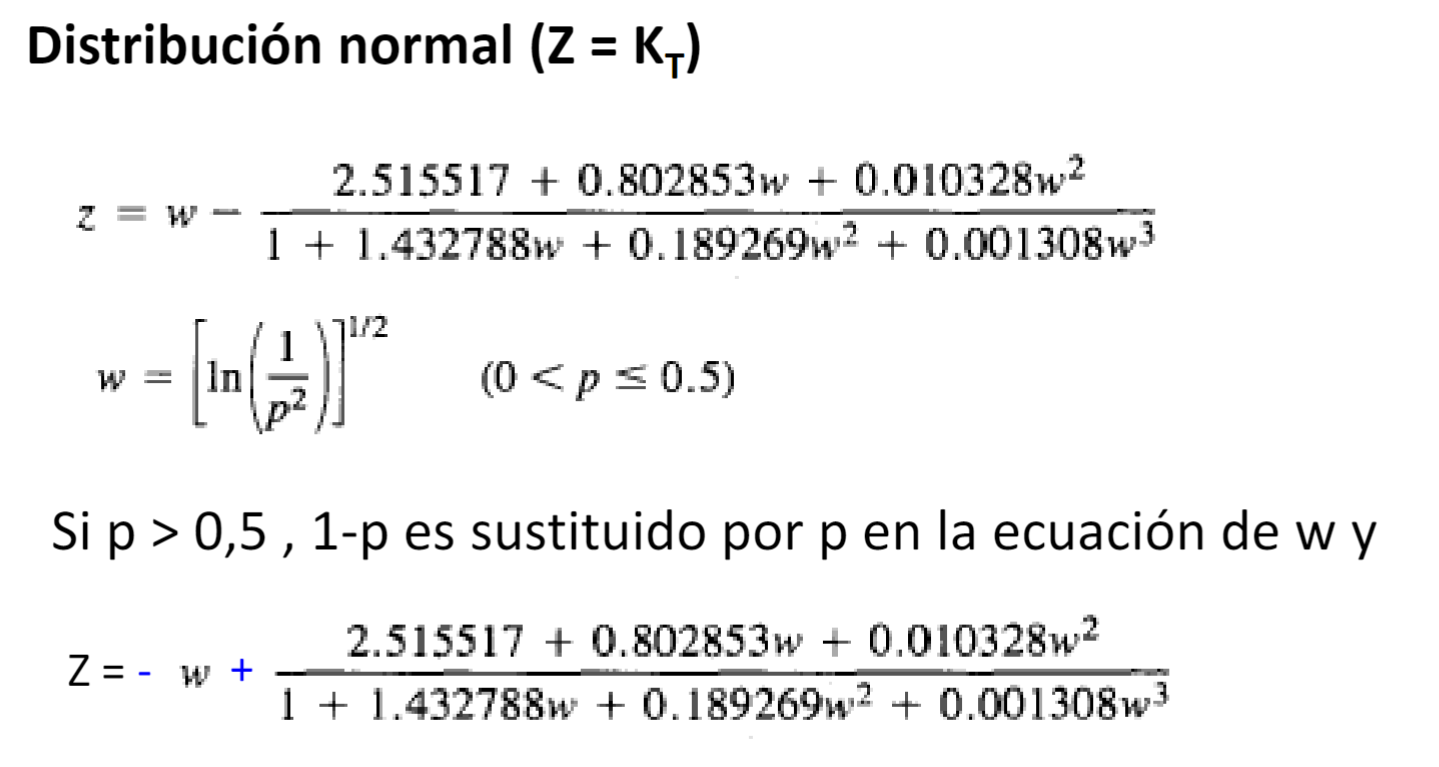 Distribución normal (Z = K_T)
z = w - \frac{2.515517 + 0.802853w + 0.010328w^2}{1 + 1.432788w + 0.189269w^2 + 0.001308w^3}
w = \left[\ln\left(\frac{1}{p^2}\right)\right]^{1/2} (0 < p ≤ 0.5)
Si p > 0,5 , 1-p es sustituido por p en la ecuación de w y
Z = - w + \frac{2.515517 + 0.802853w + 0.010328w^2}{1 + 1.432788w + 0.189269w^2 + 0.001308w^3}